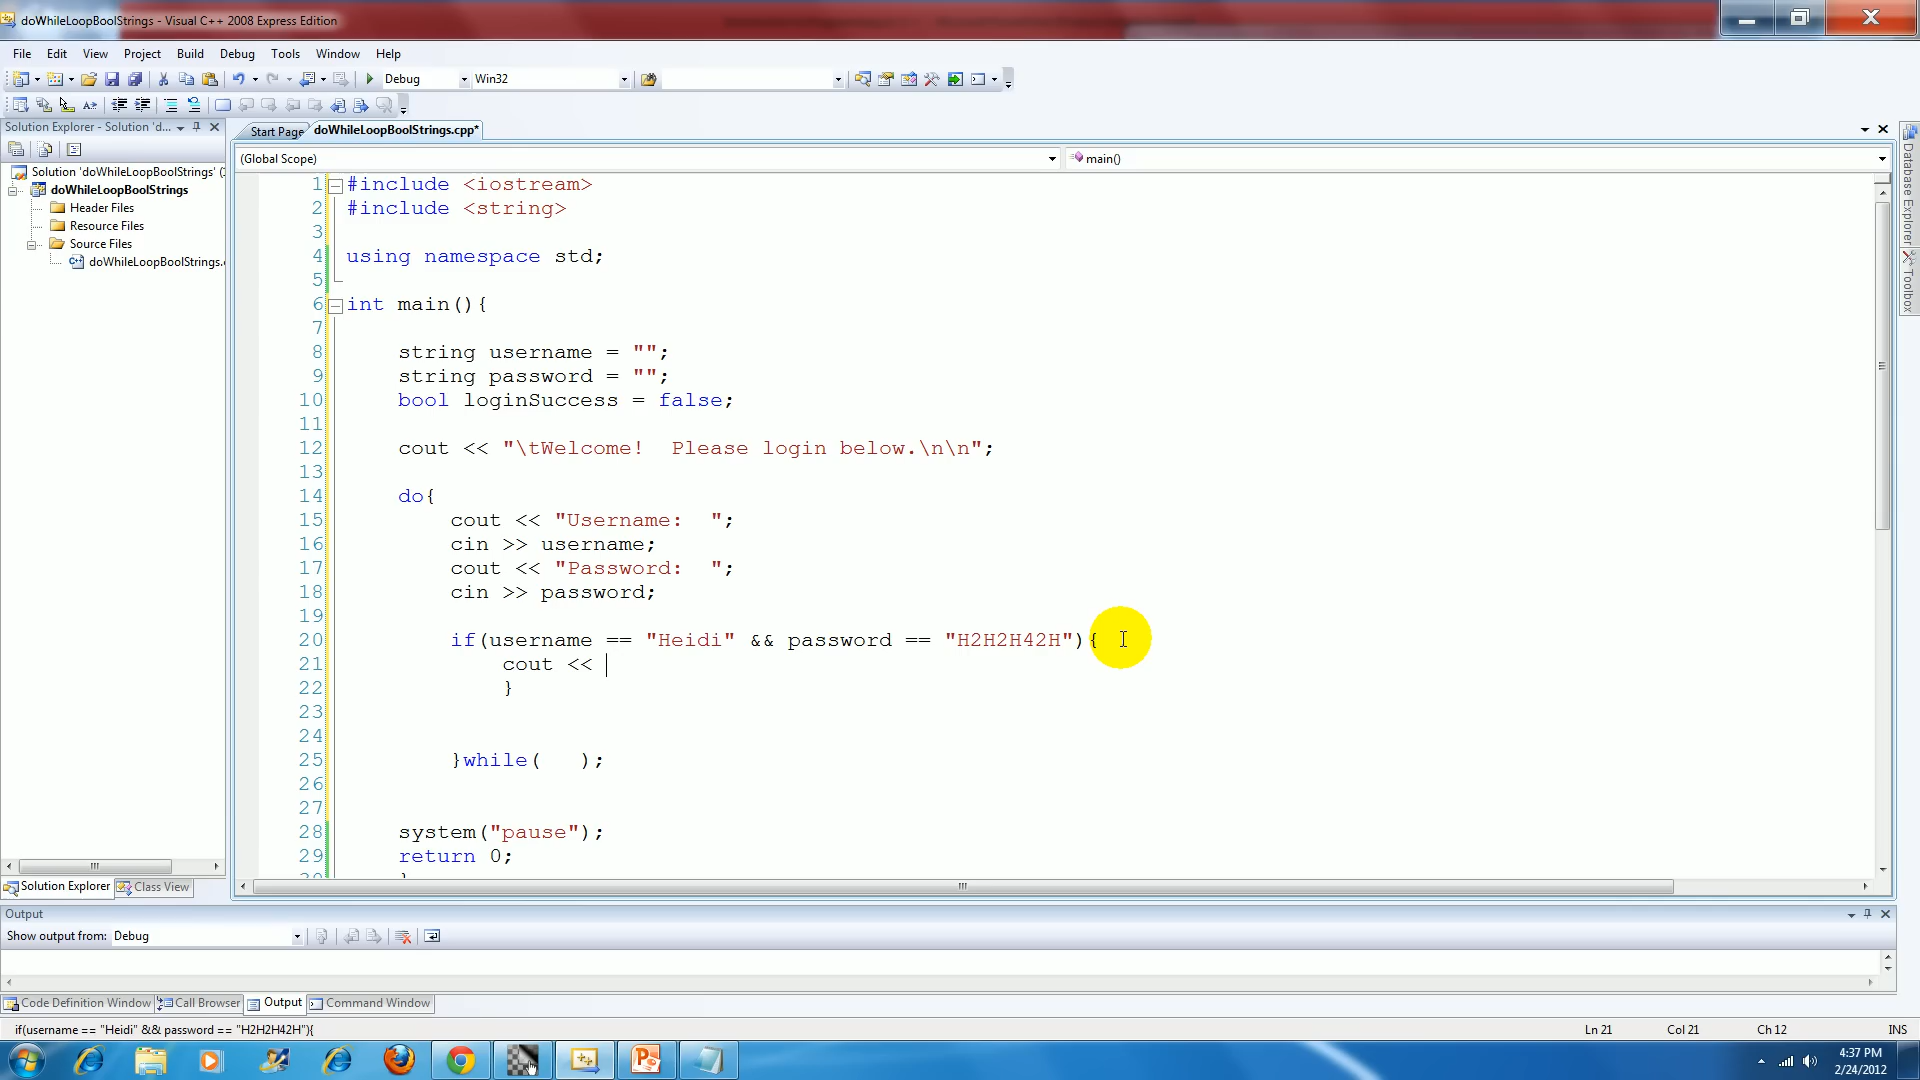 doWhileLoopBoolStrings - Visual C++ 2008 Express Edition
File Edit View Project Build Debug Tools Window Help
Debug Win32
Solution Explorer - Solution 'd...
Start Page doWhileLoopBoolStrings.cpp*
(Global Scope) main()
Solution 'doWhileLoopBoolStrings' (
doWhileLoopBoolStrings
Header Files
Resource Files
Source Files
doWhileLoopBoolStrings.
1 #include <iostream>
2 #include <string>
3
4 using namespace std;
5
6 int main(){
7
8 string username = "";
9 string password = "";
10 bool loginSuccess = false;
11
12 cout << "\tWelcome!  Please login below.\n\n";
13
14 do{
15 cout << "Username:  ";
16 cin >> username;
17 cout << "Password:  ";
18 cin >> password;
19
20 if(username == "Heidi" && password == "H2H2H42H"){
21 cout <<
22 }
23
24
25 }while(   );
26
27
28 system("pause");
29 return 0;
Database Explorer
Toolbox
Solution Explorer Class View
Output
Show output from: Debug
Code Definition Window Call Browser Output Command Window
if(username == "Heidi" && password == "H2H2H42H"){ Ln 21 Col 21 Ch 12 INS
4:37 PM
2/24/2012